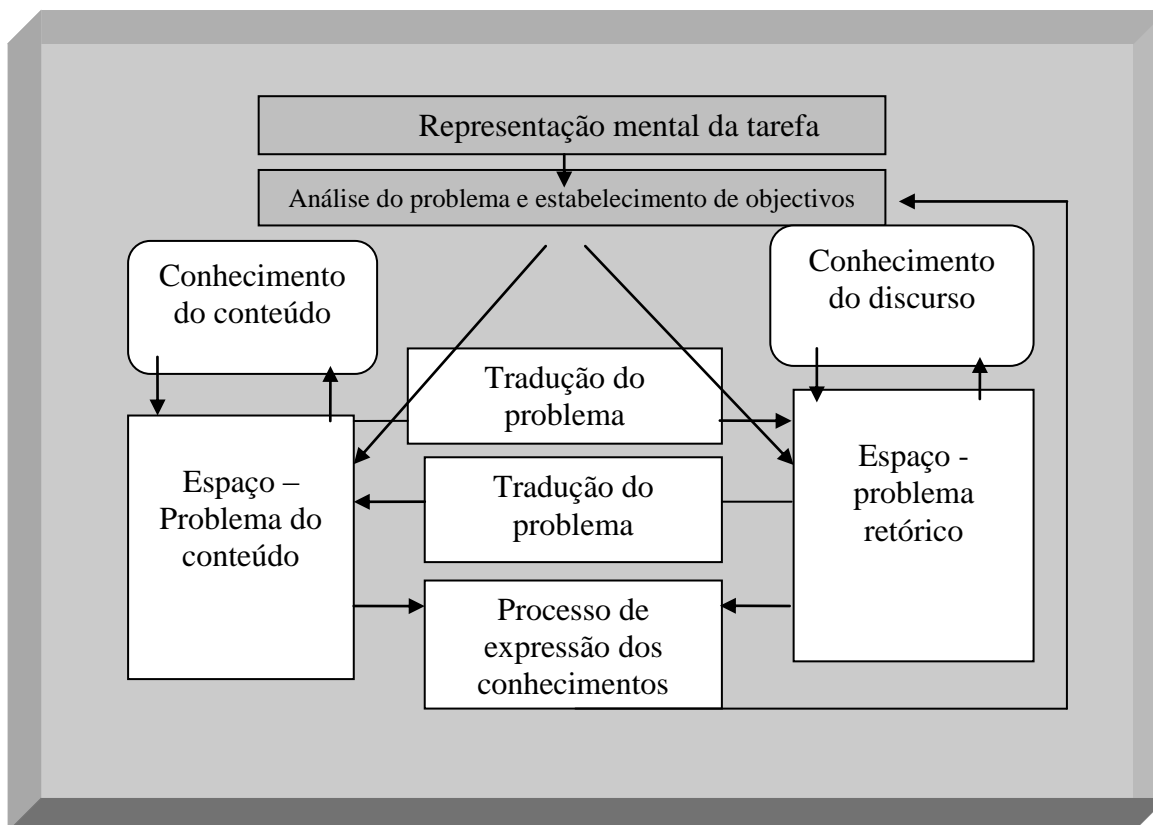 Representação mental da tarefa
Análise do problema e estabelecimento de objectivos
Conhecimento
do conteúdo
Conhecimento
do discurso
Tradução do
problema
Espaço –
Problema do
conteúdo
Tradução do
problema
Espaço -
problema
retórico
Processo de
expressão dos
conhecimentos